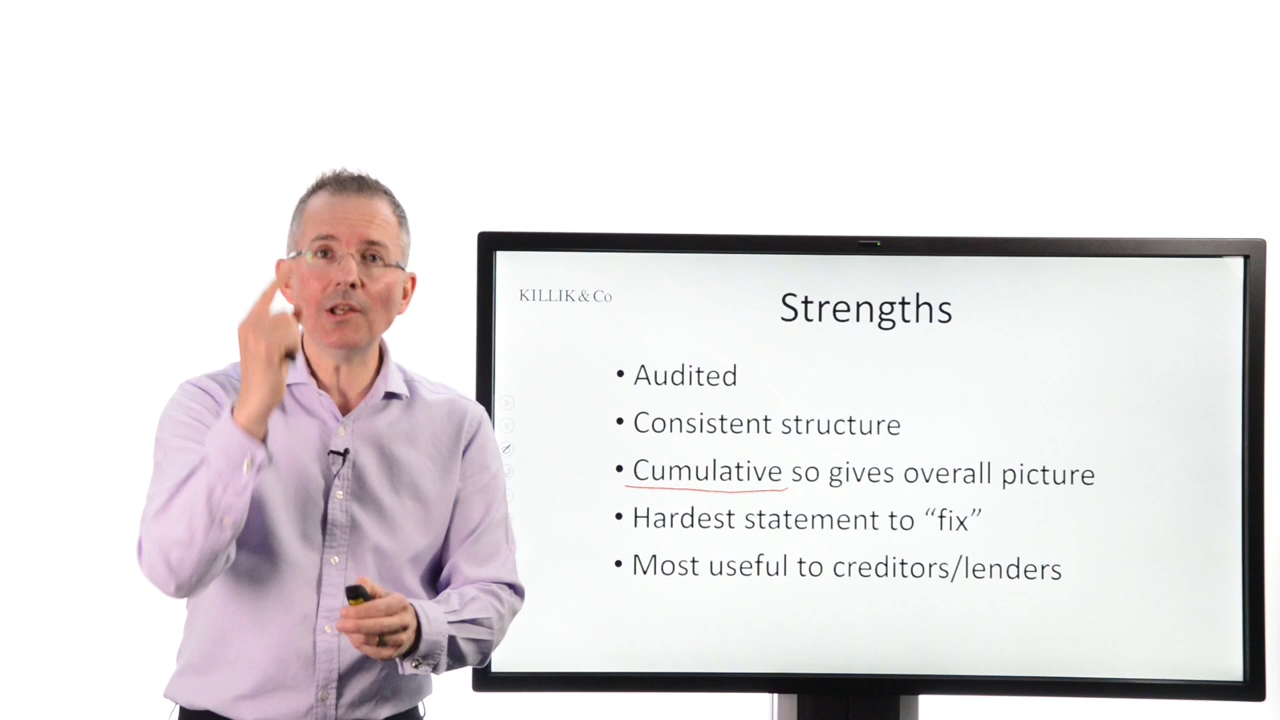 KILLIK & Co
Strengths
• Audited
• Consistent structure
• Cumulative so gives overall picture
• Hardest statement to “fix”
• Most useful to creditors/lenders